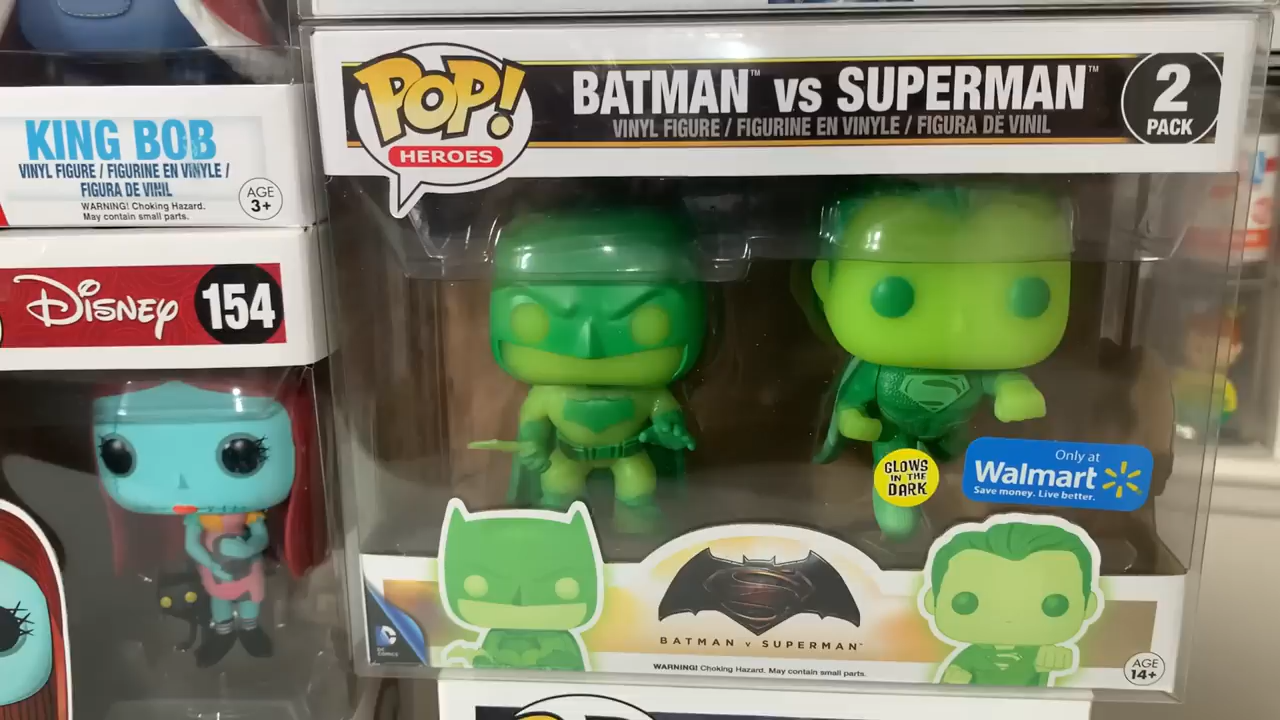 POP!
HEROES
BATMAN™ vs SUPERMAN™
VINYL FIGURE / FIGURINE EN VINYLE / FIGURA DE VINIL
2
PACK
KING BOB
VINYL FIGURE / FIGURINE EN VINYLE /
FIGURA DE VINIL
WARNING! Choking Hazard.
May contain small parts.
AGE
3+
Disney
154
GLOWS
IN THE
DARK
Only at
Walmart
Save money. Live better.
DC
COMICS
BATMAN v SUPERMAN™
WARNING! Choking Hazard. May contain small parts.
AGE
14+